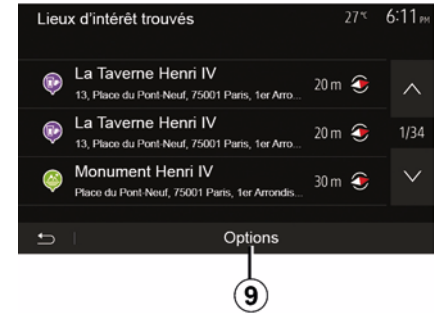 Lieux d'intérêt trouvés 27°C 6:11 PM
La Taverne Henri IV
13, Place du Pont-Neuf, 75001 Paris, 1er Arro... 20 m
La Taverne Henri IV
13, Place du Pont-Neuf, 75001 Paris, 1er Arro... 20 m
1/34
Monument Henri IV
Place du Pont-Neuf, 75001 Paris, 1er Arrondis... 30 m
Options
9